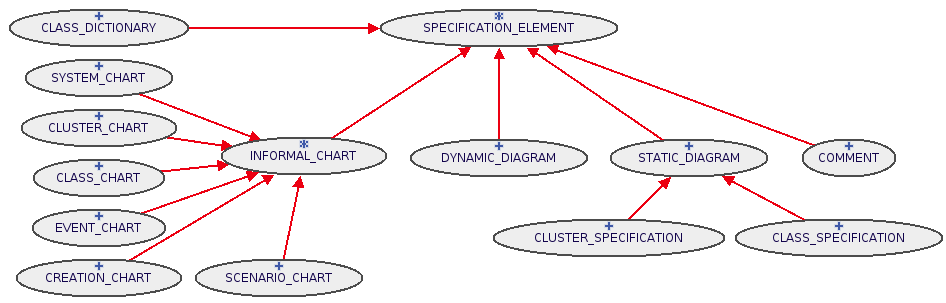 +
CLASS_DICTIONARY
*
SPECIFICATION_ELEMENT
+
SYSTEM_CHART
+
CLUSTER_CHART
*
INFORMAL_CHART
+
DYNAMIC_DIAGRAM
+
STATIC_DIAGRAM
+
COMMENT
+
CLASS_CHART
+
EVENT_CHART
+
CLUSTER_SPECIFICATION
+
CLASS_SPECIFICATION
+
CREATION_CHART
+
SCENARIO_CHART